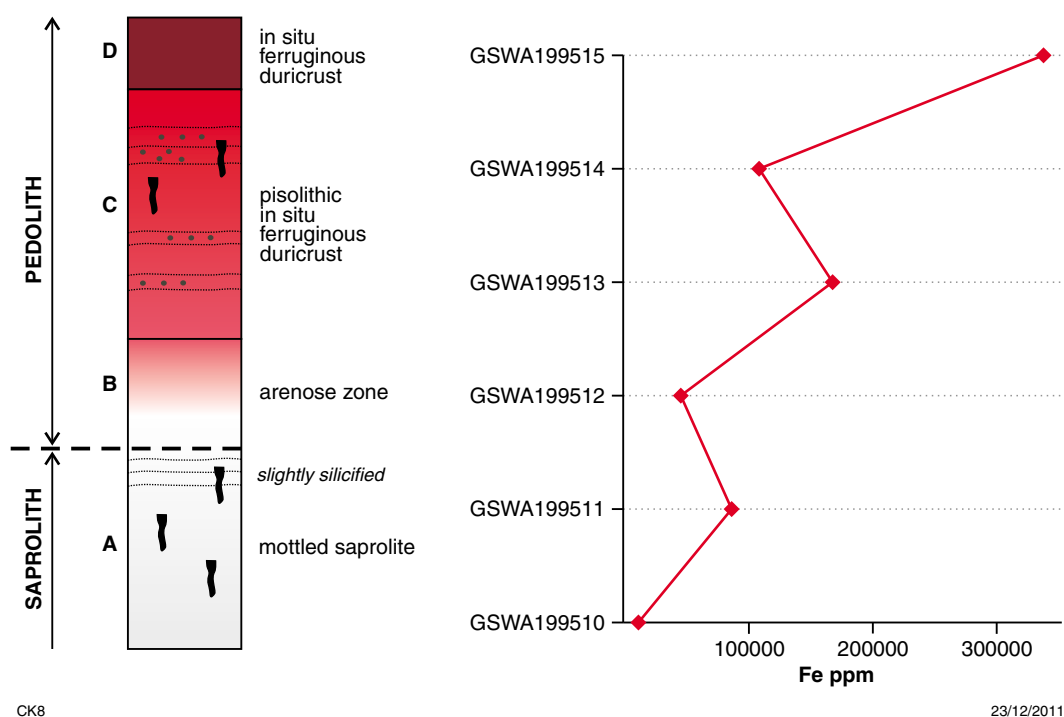 PEDOLITH
SAPROLITH
D
in situ
ferruginous
duricrust
C
pisolithic
in situ
ferruginous
duricrust
B
arenose zone
slightly silicified
A
mottled saprolite
GSWA199515
GSWA199514
GSWA199513
GSWA199512
GSWA199511
GSWA199510
100000 200000 300000
Fe ppm
CK8
23/12/2011